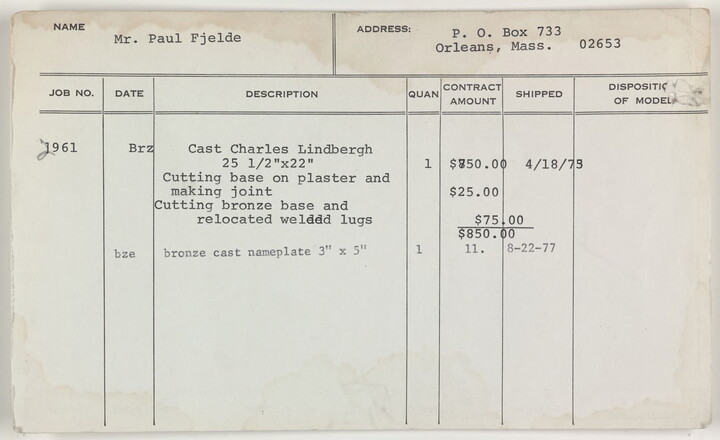 NAME
Mr. Paul Fjelde
ADDRESS:
P. O. Box 733
Orleans, Mass. 02653
JOB NO. DATE DESCRIPTION QUAN CONTRACT AMOUNT SHIPPED DISPOSITIO OF MODEL
1961 Brz Cast Charles Lindbergh
25 1/2"x22" 1 $750.00 4/18/75
Cutting base on plaster and
making joint $25.00
Cutting bronze base and
relocated welddd lugs $75.00
$850.00
bze bronze cast nameplate 3" x 5" 1 11. 8-22-77